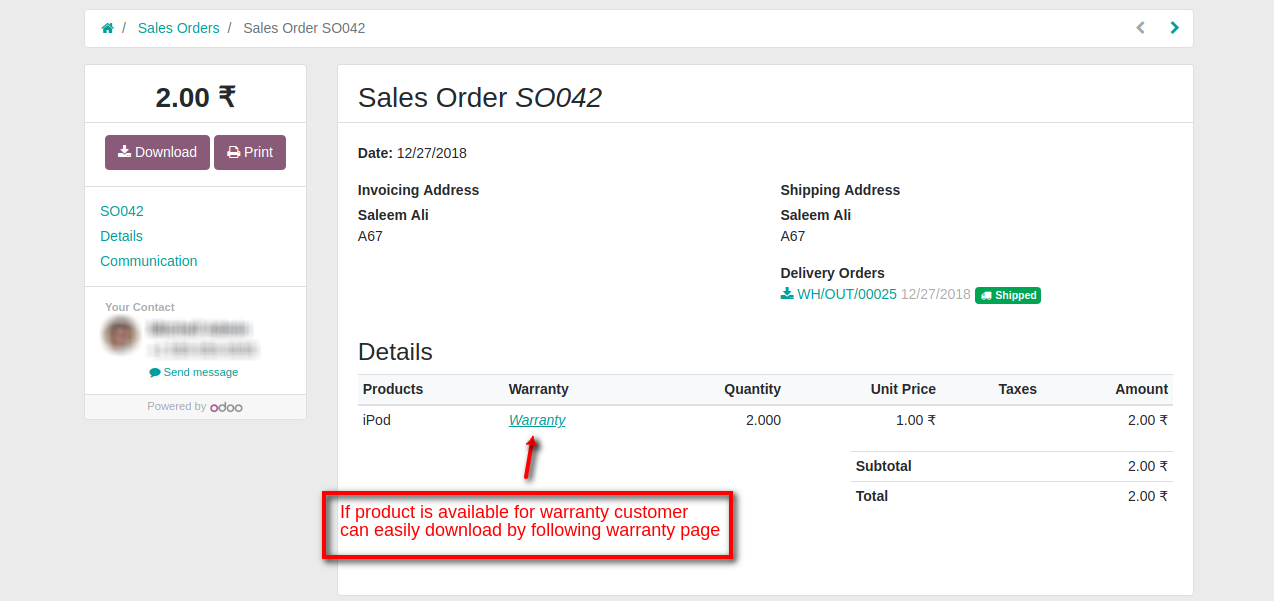 / Sales Orders / Sales Order SO042
2.00 ₹
Download Print
SO042
Details
Communication
Your Contact
Send message
Powered by odoo
Sales Order SO042
Date: 12/27/2018
Invoicing Address
Saleem Ali
A67
Shipping Address
Saleem Ali
A67
Delivery Orders
WH/OUT/00025 12/27/2018 Shipped
Details
Products Warranty Quantity Unit Price Taxes Amount
iPod Warranty 2.000 1.00 ₹ 2.00 ₹
Subtotal 2.00 ₹
Total 2.00 ₹
If product is available for warranty customer
can easily download by following warranty page